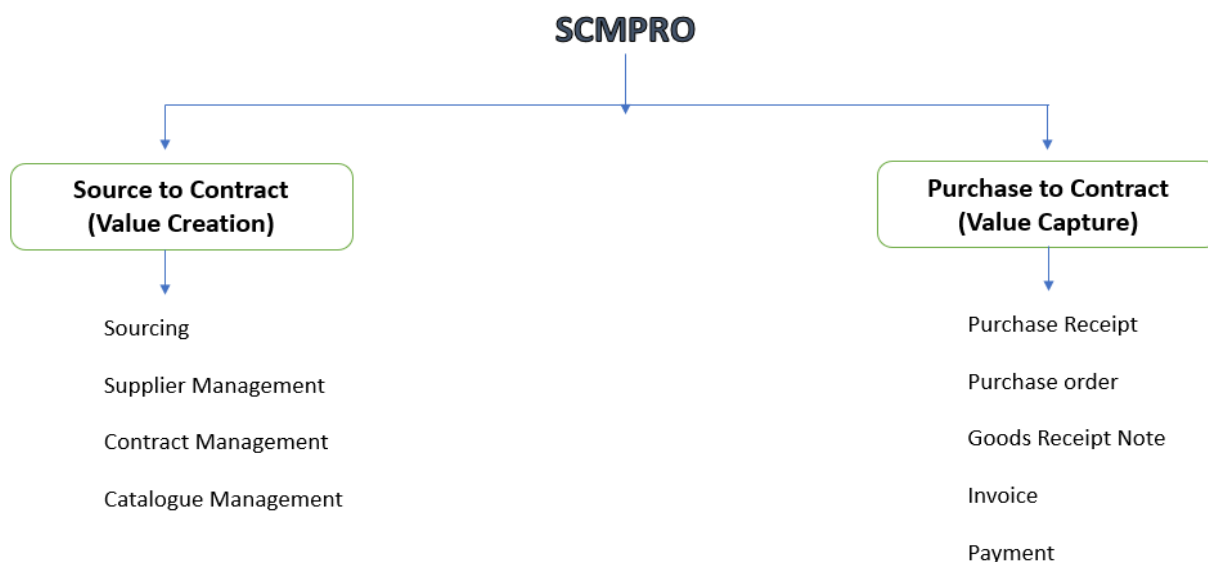 SCMPRO
Source to Contract
(Value Creation)
Sourcing
Supplier Management
Contract Management
Catalogue Management
Purchase to Contract
(Value Capture)
Purchase Receipt
Purchase order
Goods Receipt Note
Invoice
Payment